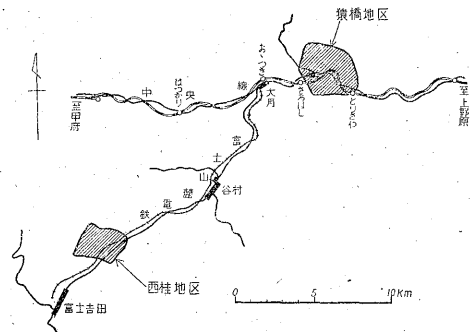 猿橋地区
おゝつき
大月
さるはし
とりさわ
至上野原
中央線
はつかり
至甲府
富士山麓電鉄
谷村
西桂地区
富士吉田
0 5 10Km